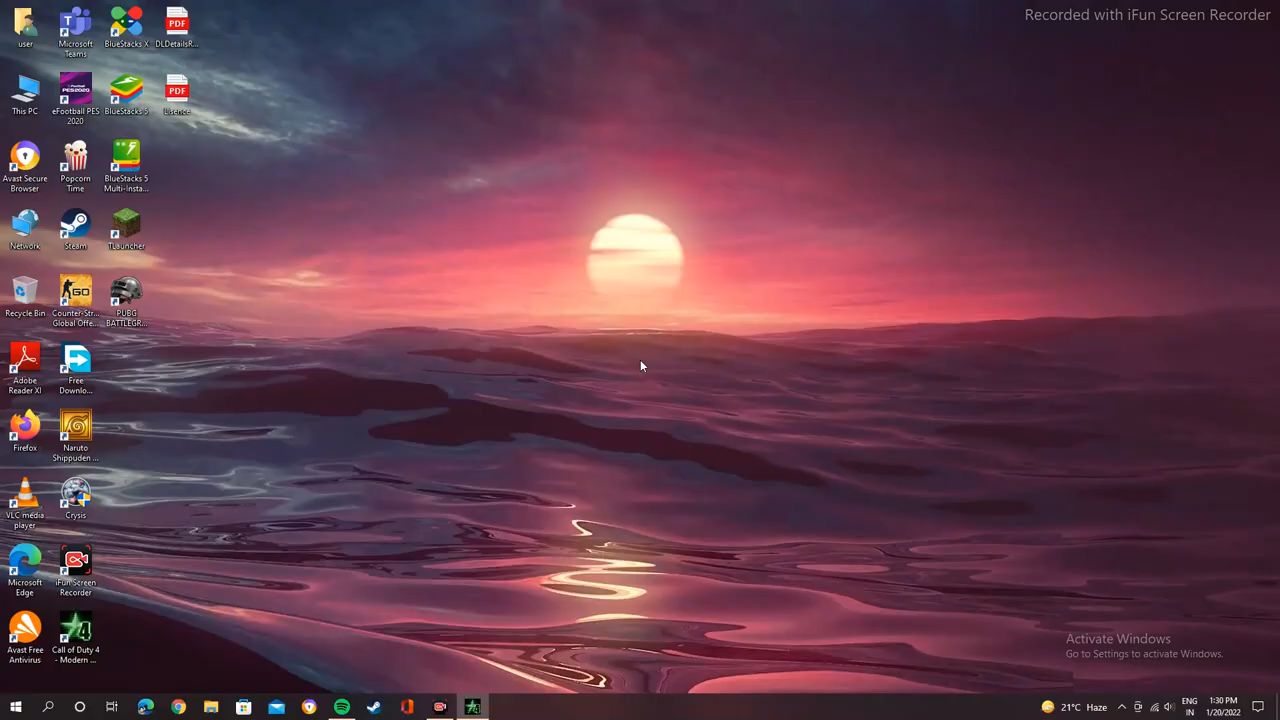 Recorded with iFun Screen Recorder
user
Microsoft
Teams
BlueStacks X
DLDetailsR...
This PC
eFootball PES
2020
BlueStacks 5
Lisence
Avast Secure
Browser
Popcorn
Time
BlueStacks 5
Multi-Insta...
Network
Steam
TLauncher
Recycle Bin
Counter-Str...
Global Offe...
PUBG
BATTLEGR...
Adobe
Reader XI
Free
Downlo...
Firefox
Naruto
Shippuden ...
VLC media
player
Crysis
Microsoft
Edge
iFun Screen
Recorder
Avast Free
Antivirus
Call of Duty 4
- Modern ...
Activate Windows
Go to Settings to activate Windows.
21°C Haze
ENG
IN
1:30 PM
1/20/2022